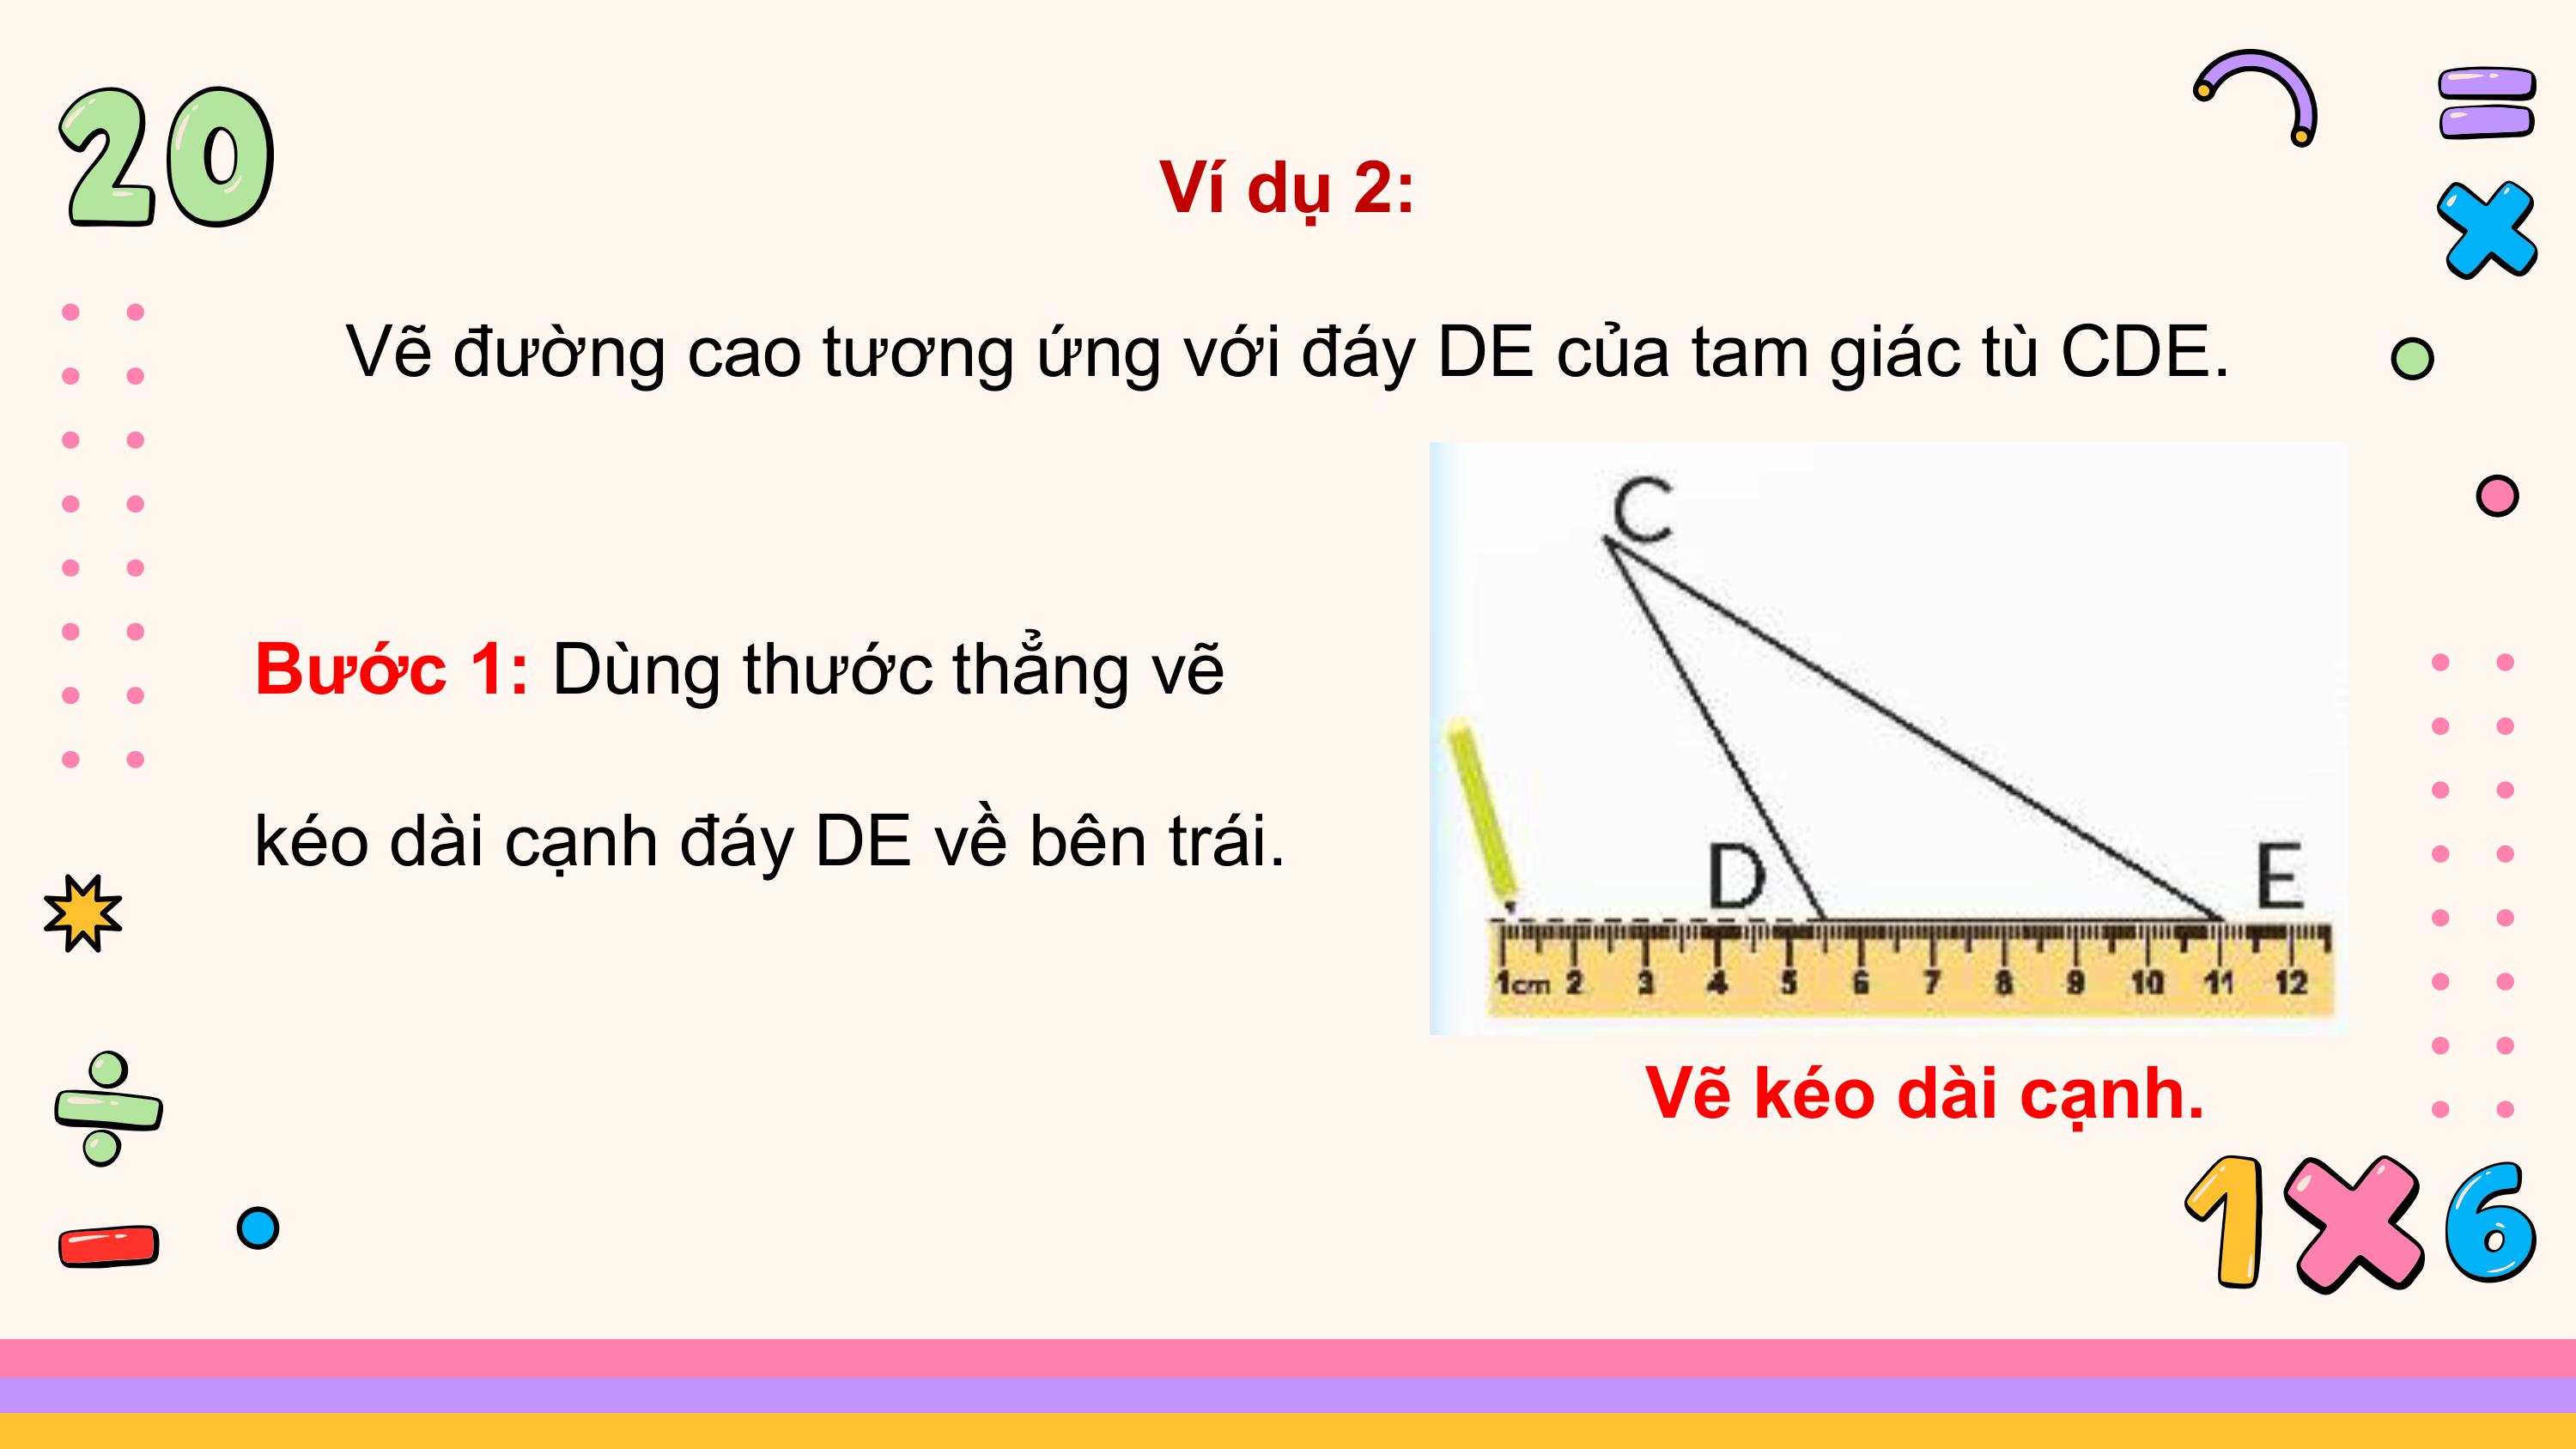 20
Ví dụ 2:
Vẽ đường cao tương ứng với đáy DE của tam giác tù CDE.
C
Bước 1: Dùng thước thẳng vẽ
kéo dài cạnh đáy DE về bên trái.
D E
1cm 2 3 4 5 6 7 8 9 10 11 12
Vẽ kéo dài cạnh.
1×6